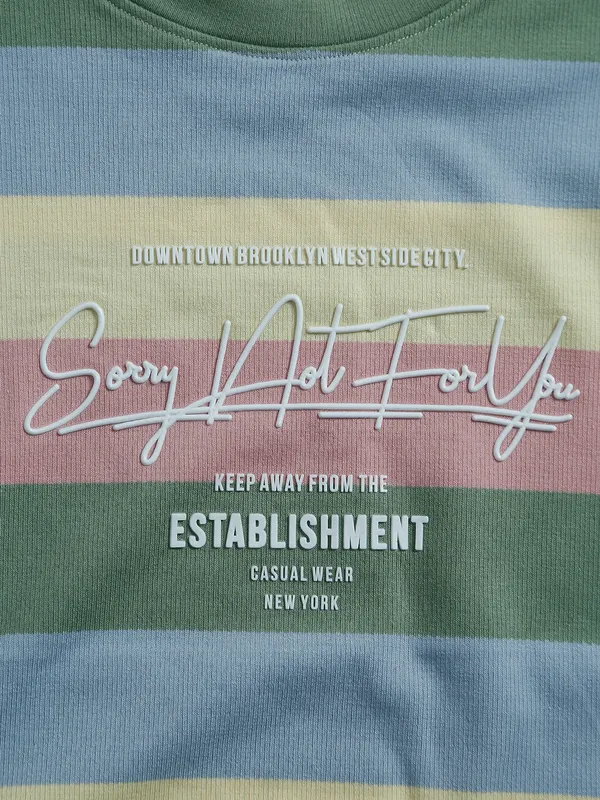 DOWNTOWN BROOKLYN WEST SIDE CITY.
Sorry Not For You
KEEP AWAY FROM THE
ESTABLISHMENT
CASUAL WEAR
NEW YORK